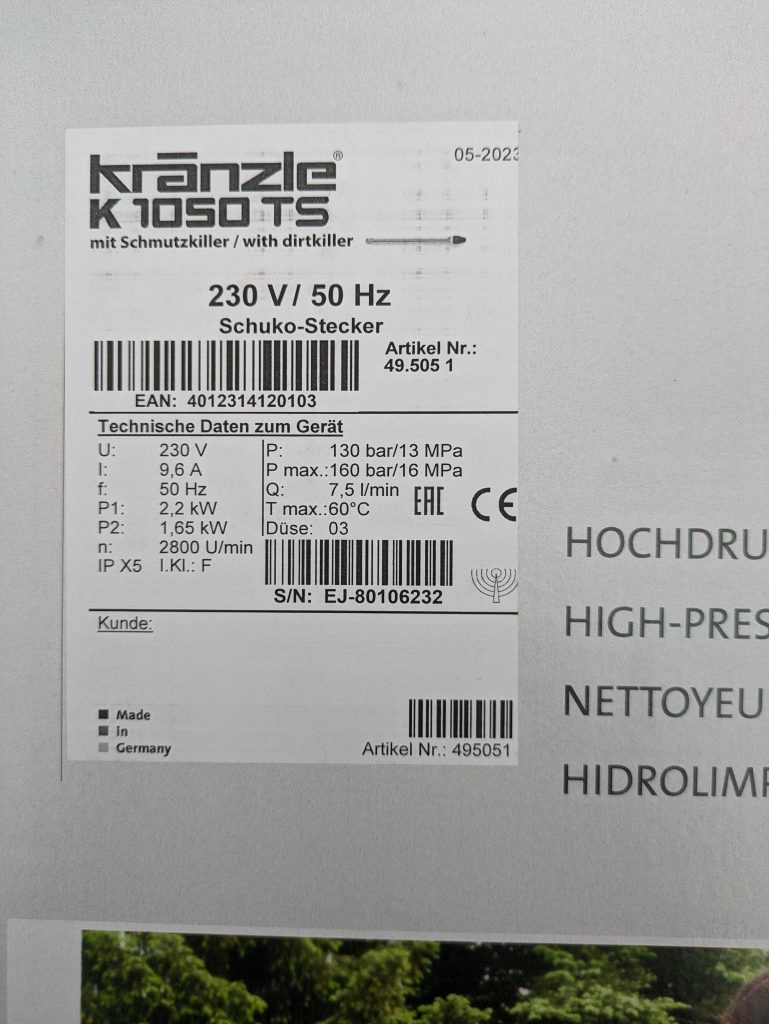 kränzle®
05-2023
K 1050 TS
mit Schmutzkiller / with dirtkiller
230 V / 50 Hz
Schuko-Stecker
Artikel Nr.:
49.505 1
EAN: 4012314120103
Technische Daten zum Gerät
U: 230 V P: 130 bar/13 MPa
I: 9,6 A P max.:160 bar/16 MPa
f: 50 Hz Q: 7,5 l/min
P1: 2,2 kW T max.:60°C
P2: 1,65 kW Düse: 03
EAC CE
n: 2800 U/min
IP X5 I.Kl.: F
S/N: EJ-80106232
Kunde:
Made
in
Germany
Artikel Nr.: 495051
HOCHDRU
HIGH-PRES
NETTOYEU
HIDROLIMP